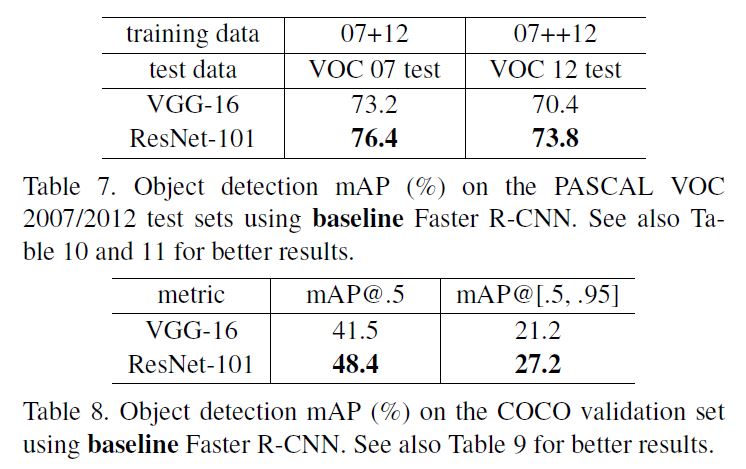 training data 07+12 07++12
test data VOC 07 test VOC 12 test
VGG-16 73.2 70.4
ResNet-101 76.4 73.8
Table 7. Object detection mAP (%) on the PASCAL VOC
2007/2012 test sets using baseline Faster R-CNN. See also Ta-
ble 10 and 11 for better results.
metric mAP@.5 mAP@[.5, .95]
VGG-16 41.5 21.2
ResNet-101 48.4 27.2
Table 8. Object detection mAP (%) on the COCO validation set
using baseline Faster R-CNN. See also Table 9 for better results.